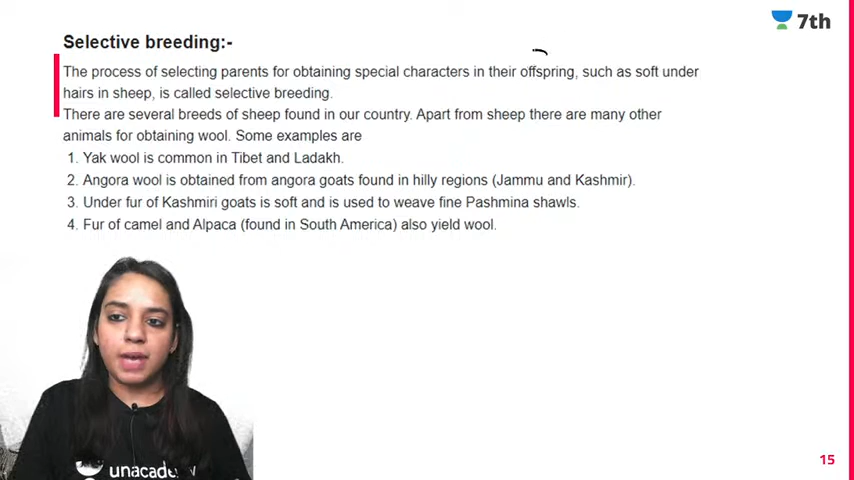 7th
Selective breeding:-
The process of selecting parents for obtaining special characters in their offspring, such as soft under
hairs in sheep, is called selective breeding.
There are several breeds of sheep found in our country. Apart from sheep there are many other
animals for obtaining wool. Some examples are
1. Yak wool is common in Tibet and Ladakh.
2. Angora wool is obtained from angora goats found in hilly regions (Jammu and Kashmir).
3. Under fur of Kashmiri goats is soft and is used to weave fine Pashmina shawls.
4. Fur of camel and Alpaca (found in South America) also yield wool.
unacademy
15